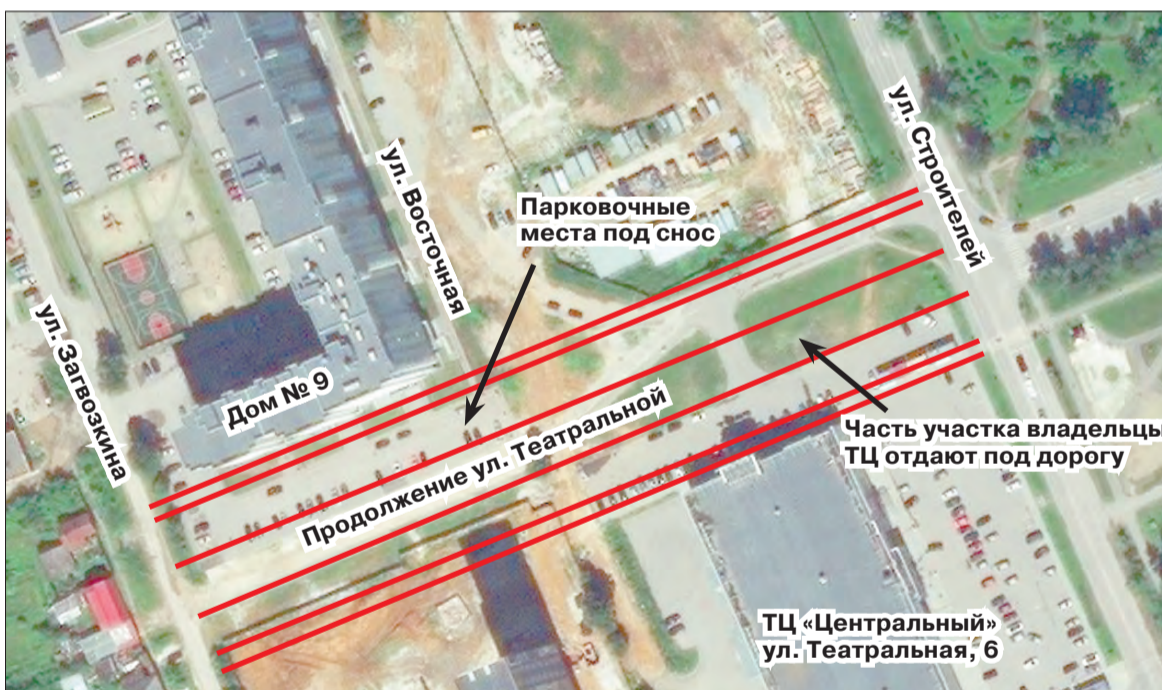 ул. Строителей
ул. Восточная
Парковочные
места под снос
ул. Загвозкина
Дом № 9
Продолжение ул. Театральной
Часть участка владельцы
ТЦ отдают под дорогу
ТЦ «Центральный»
ул. Театральная, 6